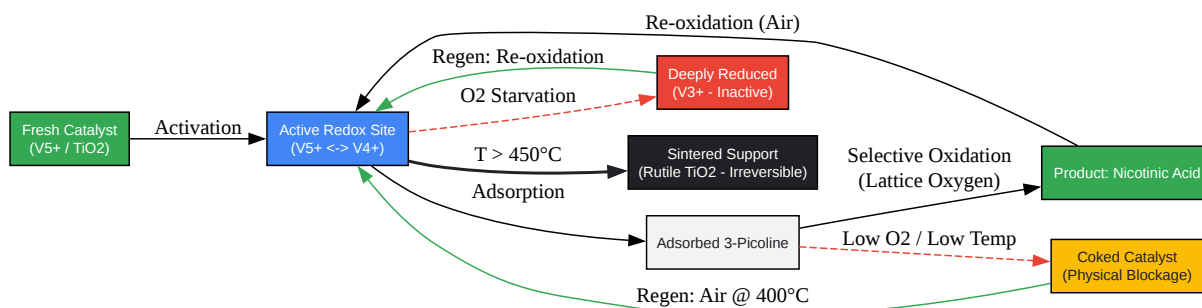 Re-oxidation (Air)
Regen: Re-oxidation
Deeply Reduced
(V3+ - Inactive)
O2 Starvation
Fresh Catalyst
(V5+ / TiO2)
Activation
Active Redox Site
(V5+ <-> V4+)
T > 450°C
Sintered Support
(Rutile TiO2 - Irreversible)
Adsorption
Selective Oxidation
(Lattice Oxygen)
Product: Nicotinic Acid
Adsorbed 3-Picoline
Low O2 / Low Temp
Coked Catalyst
(Physical Blockage)
Regen: Air @ 400°C